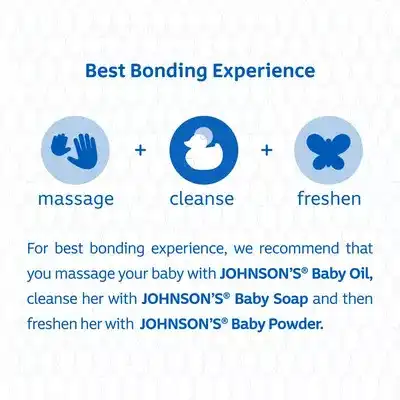 Best Bonding Experience
massage + cleanse + freshen
For best bonding experience, we recommend that
you massage your baby with JOHNSON'S® Baby Oil,
cleanse her with JOHNSON'S® Baby Soap and then
freshen her with JOHNSON'S® Baby Powder.